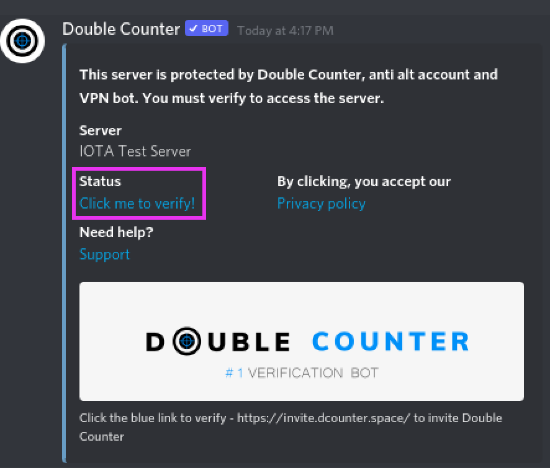 Double Counter ✓ BOT Today at 4:17 PM
This server is protected by Double Counter, anti alt account and
VPN bot. You must verify to access the server.
Server
IOTA Test Server
Status
Click me to verify!
By clicking, you accept our
Privacy policy
Need help?
Support
DOUBLE COUNTER
#1 VERIFICATION BOT
Click the blue link to verify - https://invite.dcounter.space/ to invite Double
Counter